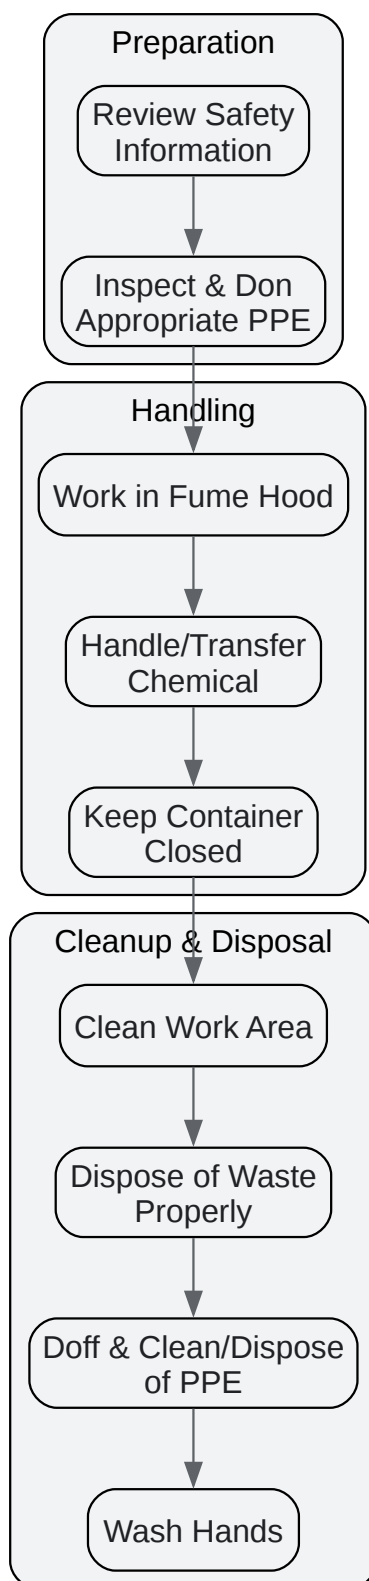 Preparation
Review Safety
Information
Inspect & Don
Appropriate PPE
Handling
Work in Fume Hood
Handle/Transfer
Chemical
Keep Container
Closed
Cleanup & Disposal
Clean Work Area
Dispose of Waste
Properly
Doff & Clean/Dispose
of PPE
Wash Hands